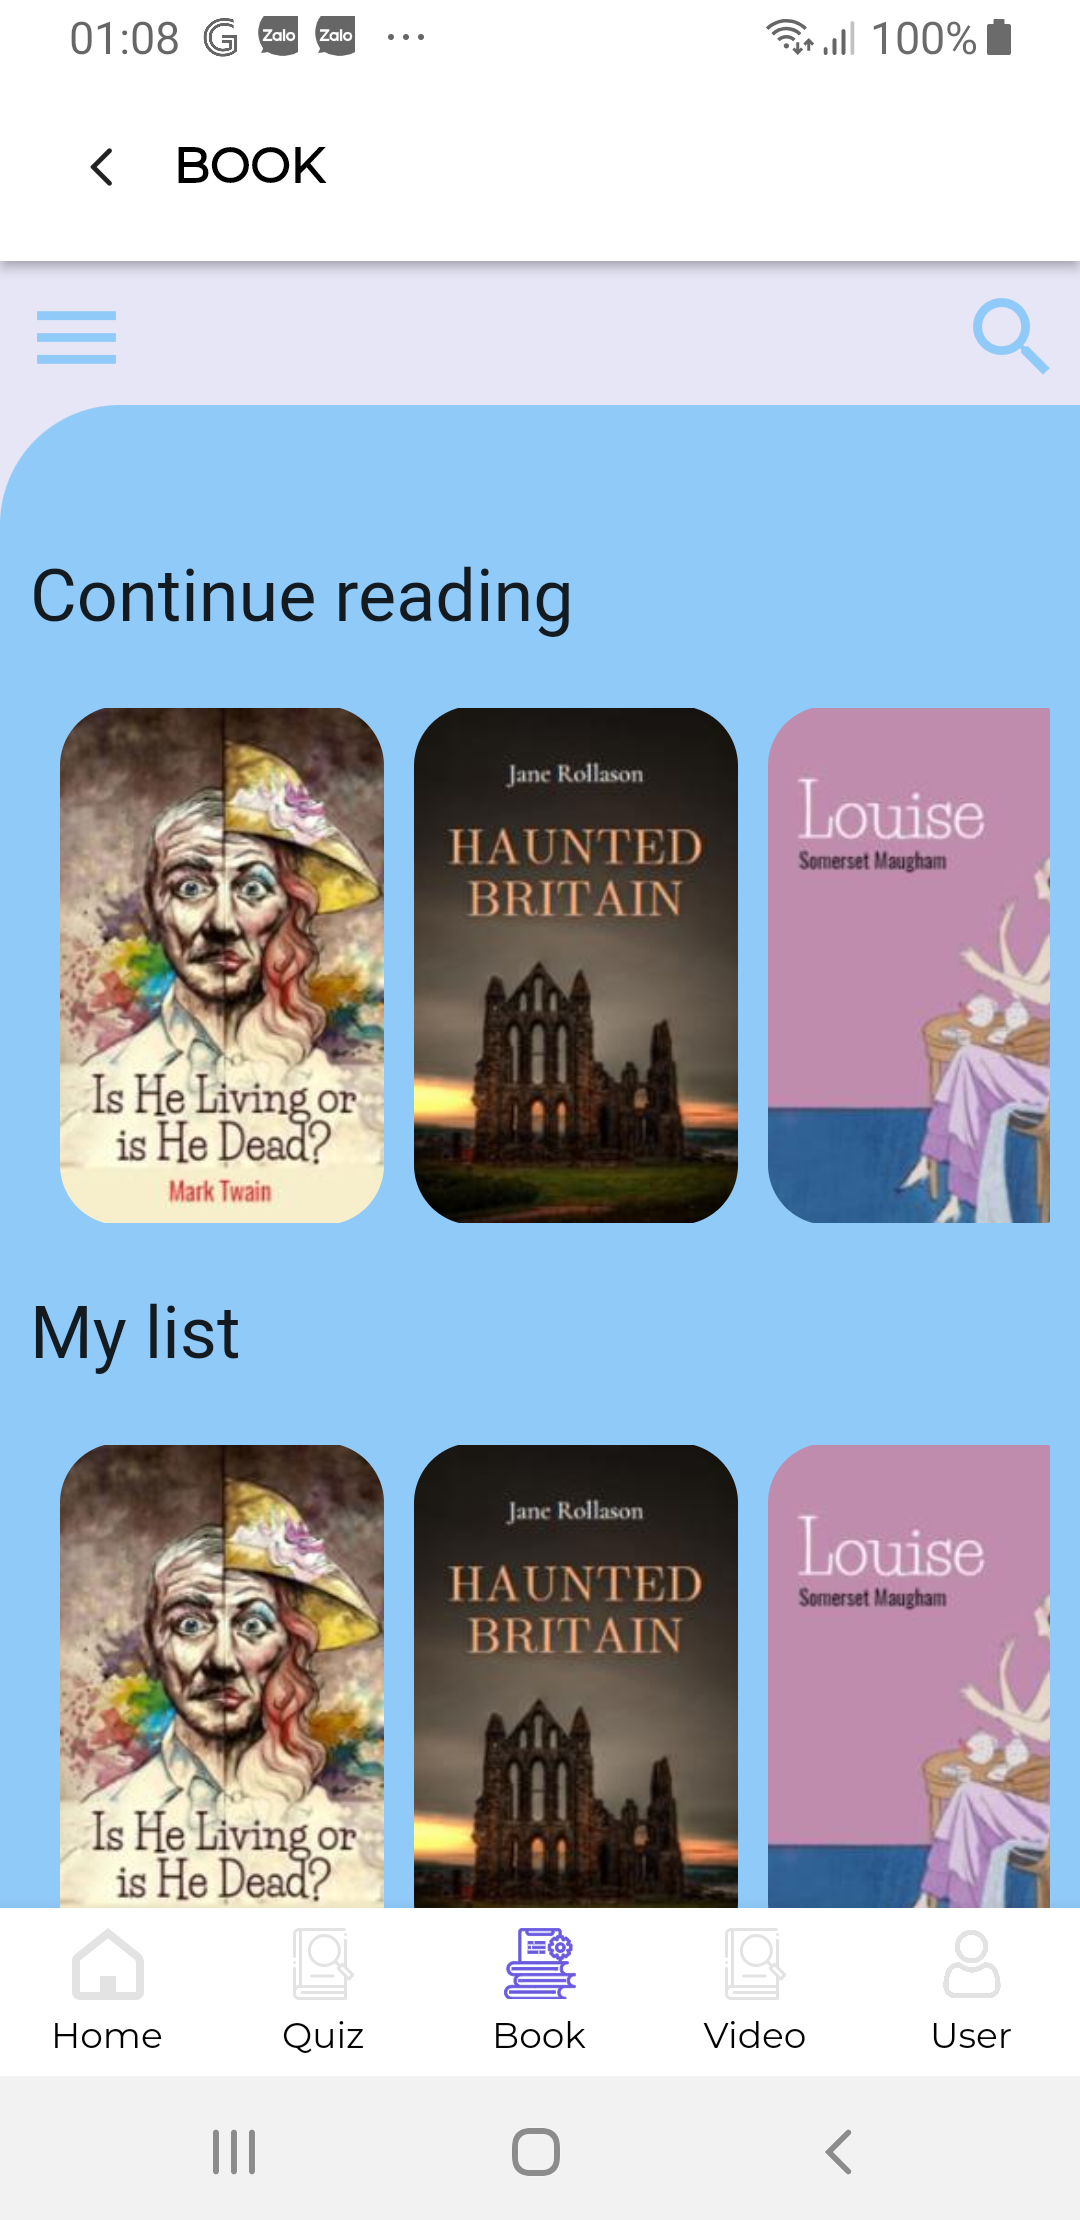 01:08 Zalo Zalo ... 100%
BOOK
Continue reading
Is He Living or
is He Dead?
Mark Twain
Jane Rollason
HAUNTED
BRITAIN
Louise
Somerset Maugham
My list
Is He Living or
is He Dead?
Jane Rollason
HAUNTED
BRITAIN
Louise
Somerset Maugham
Home Quiz Book Video User